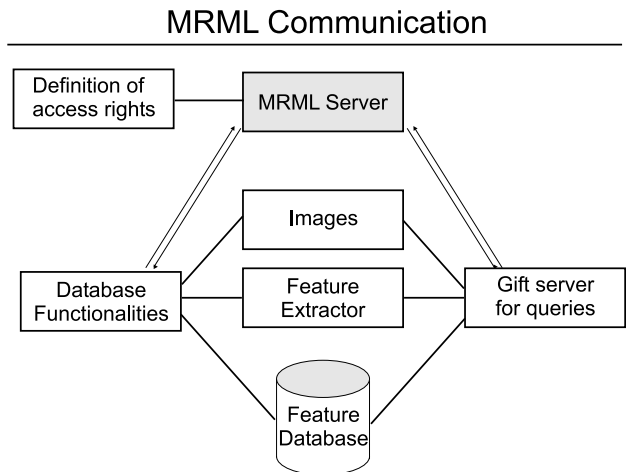 MRML Communication
Definition of
access rights
MRML Server
Images
Database
Functionalities
Feature
Extractor
Gift server
for queries
Feature
Database